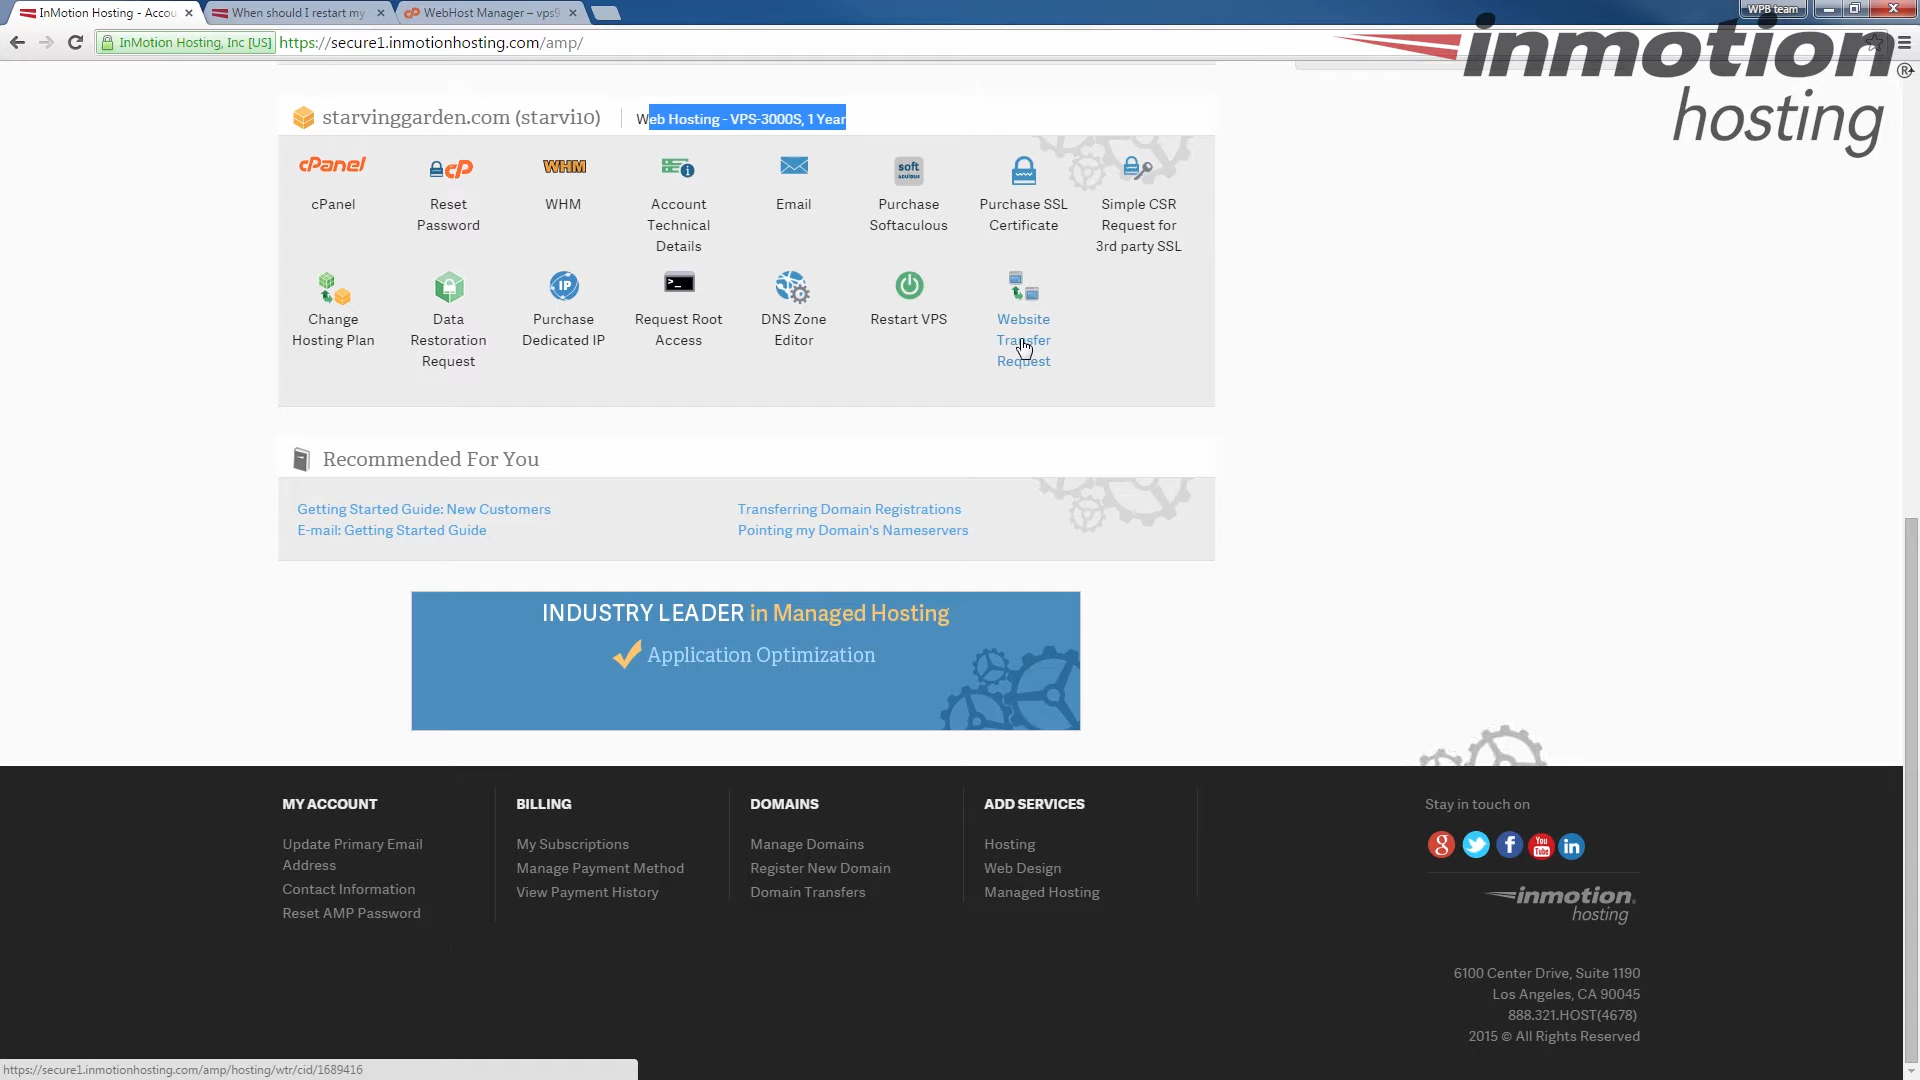 InMotion Hosting - Accou
When should I restart my
WebHost Manager – vps9
WPB team
InMotion Hosting, Inc [US] https://secure1.inmotionhosting.com/amp/
inmotion
hosting
starvinggarden.com (starvi10) Web Hosting - VPS-3000S, 1 Year
cPanel
cP
WHM
soft
aculous
cPanel
Reset
Password
WHM
Account
Technical
Details
Email
Purchase
Softaculous
Purchase SSL
Certificate
Simple CSR
Request for
3rd party SSL
IP
>_
Change
Hosting Plan
Data
Restoration
Request
Purchase
Dedicated IP
Request Root
Access
DNS Zone
Editor
Restart VPS
Website
Transfer
Request
Recommended For You
Getting Started Guide: New Customers
E-mail: Getting Started Guide
Transferring Domain Registrations
Pointing my Domain's Nameservers
INDUSTRY LEADER in Managed Hosting
Application Optimization
MY ACCOUNT
Update Primary Email
Address
Contact Information
Reset AMP Password
BILLING
My Subscriptions
Manage Payment Method
View Payment History
DOMAINS
Manage Domains
Register New Domain
Domain Transfers
ADD SERVICES
Hosting
Web Design
Managed Hosting
Stay in touch on
g
f
You
Tube
in
inmotion
hosting
6100 Center Drive, Suite 1190
Los Angeles, CA 90045
888.321.HOST(4678)
2015 © All Rights Reserved
https://secure1.inmotionhosting.com/amp/hosting/wtr/cid/1689416